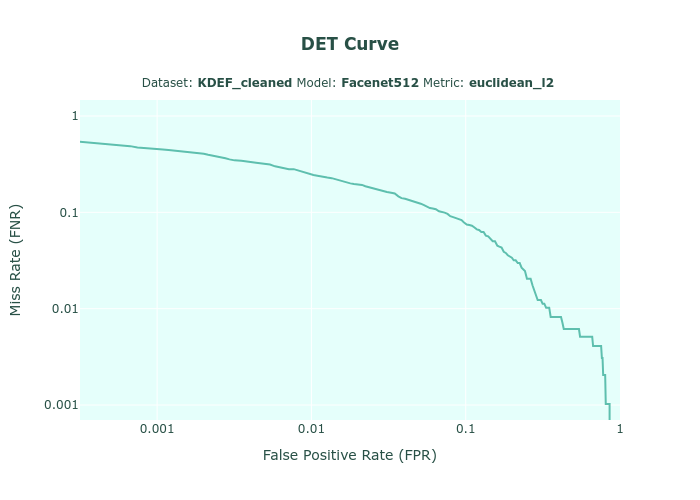 DET Curve
Dataset: KDEF_cleaned Model: Facenet512 Metric: euclidean_l2
1
0.1
0.01
0.001
Miss Rate (FNR)
0.001
0.01
0.1
1
False Positive Rate (FPR)